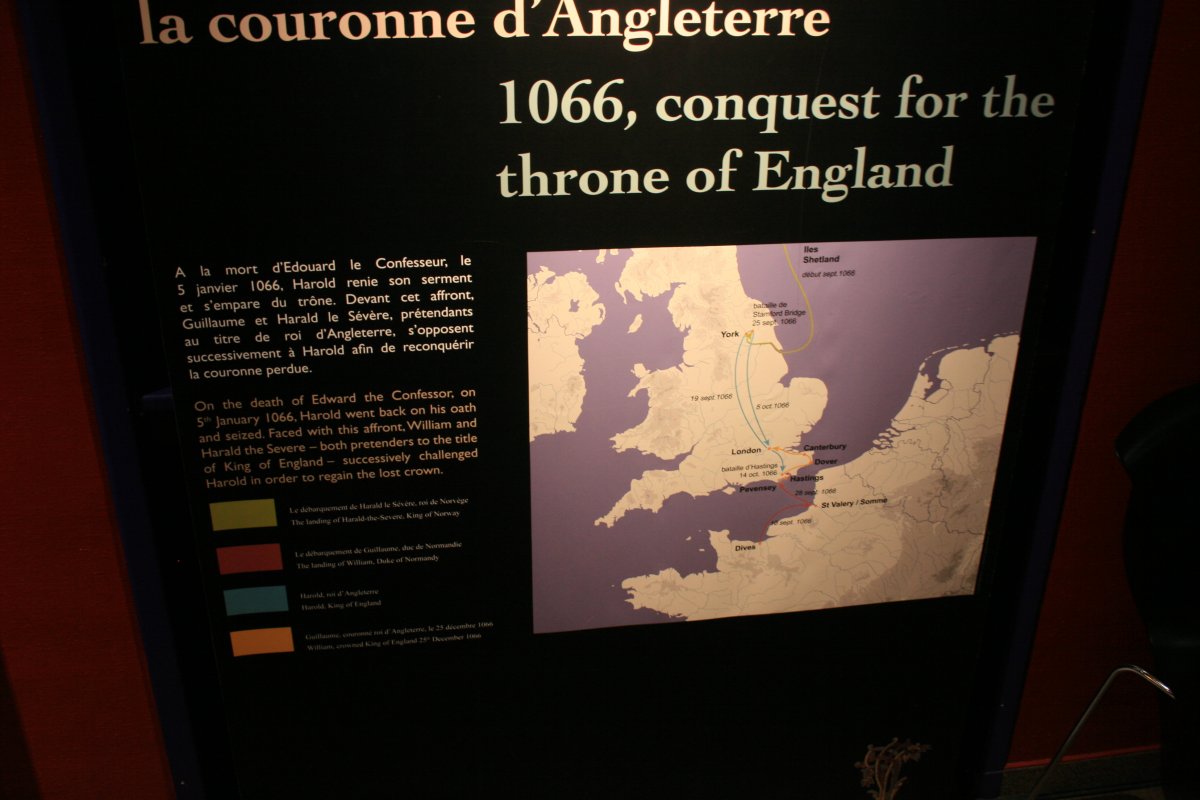 la couronne d'Angleterre
1066, conquest for the
throne of England
A la mort d'Edouard le Confesseur, le
5 janvier 1066, Harold renie son serment
et s'empare du trône. Devant cet affront,
Guillaume et Harald le Sévère, prétendants
au titre de roi d'Angleterre, s'opposent
successivement à Harold afin de reconquérir
la couronne perdue.
On the death of Edward the Confessor, on
5th January 1066, Harold went back on his oath
and seized. Faced with this affront, William and
Harald the Severe – both pretenders to the title
of King of England – successively challenged
Harold in order to regain the lost crown.
Le débarquement de Harald le Sévère, roi de Norvège
The landing of Harald-the-Severe, King of Norway
Le débarquement de Guillaume, duc de Normandie
The landing of William, Duke of Normandy
Harold, roi d'Angleterre
Harold, King of England
Guillaume, couronné roi d'Angleterre, le 25 décembre 1066
William, crowned King of England 25th December 1066
Iles
Shetland
début sept.1066
bataille de
Stamford Bridge
25 sept. 1066
York
19 sept.1066
5 oct.1066
London
Canterbury
Dover
bataille d'Hastings
14 oct. 1066
Hastings
Pevensey
28 sept. 1066
St Valery / Somme
sept. 1066
Dives